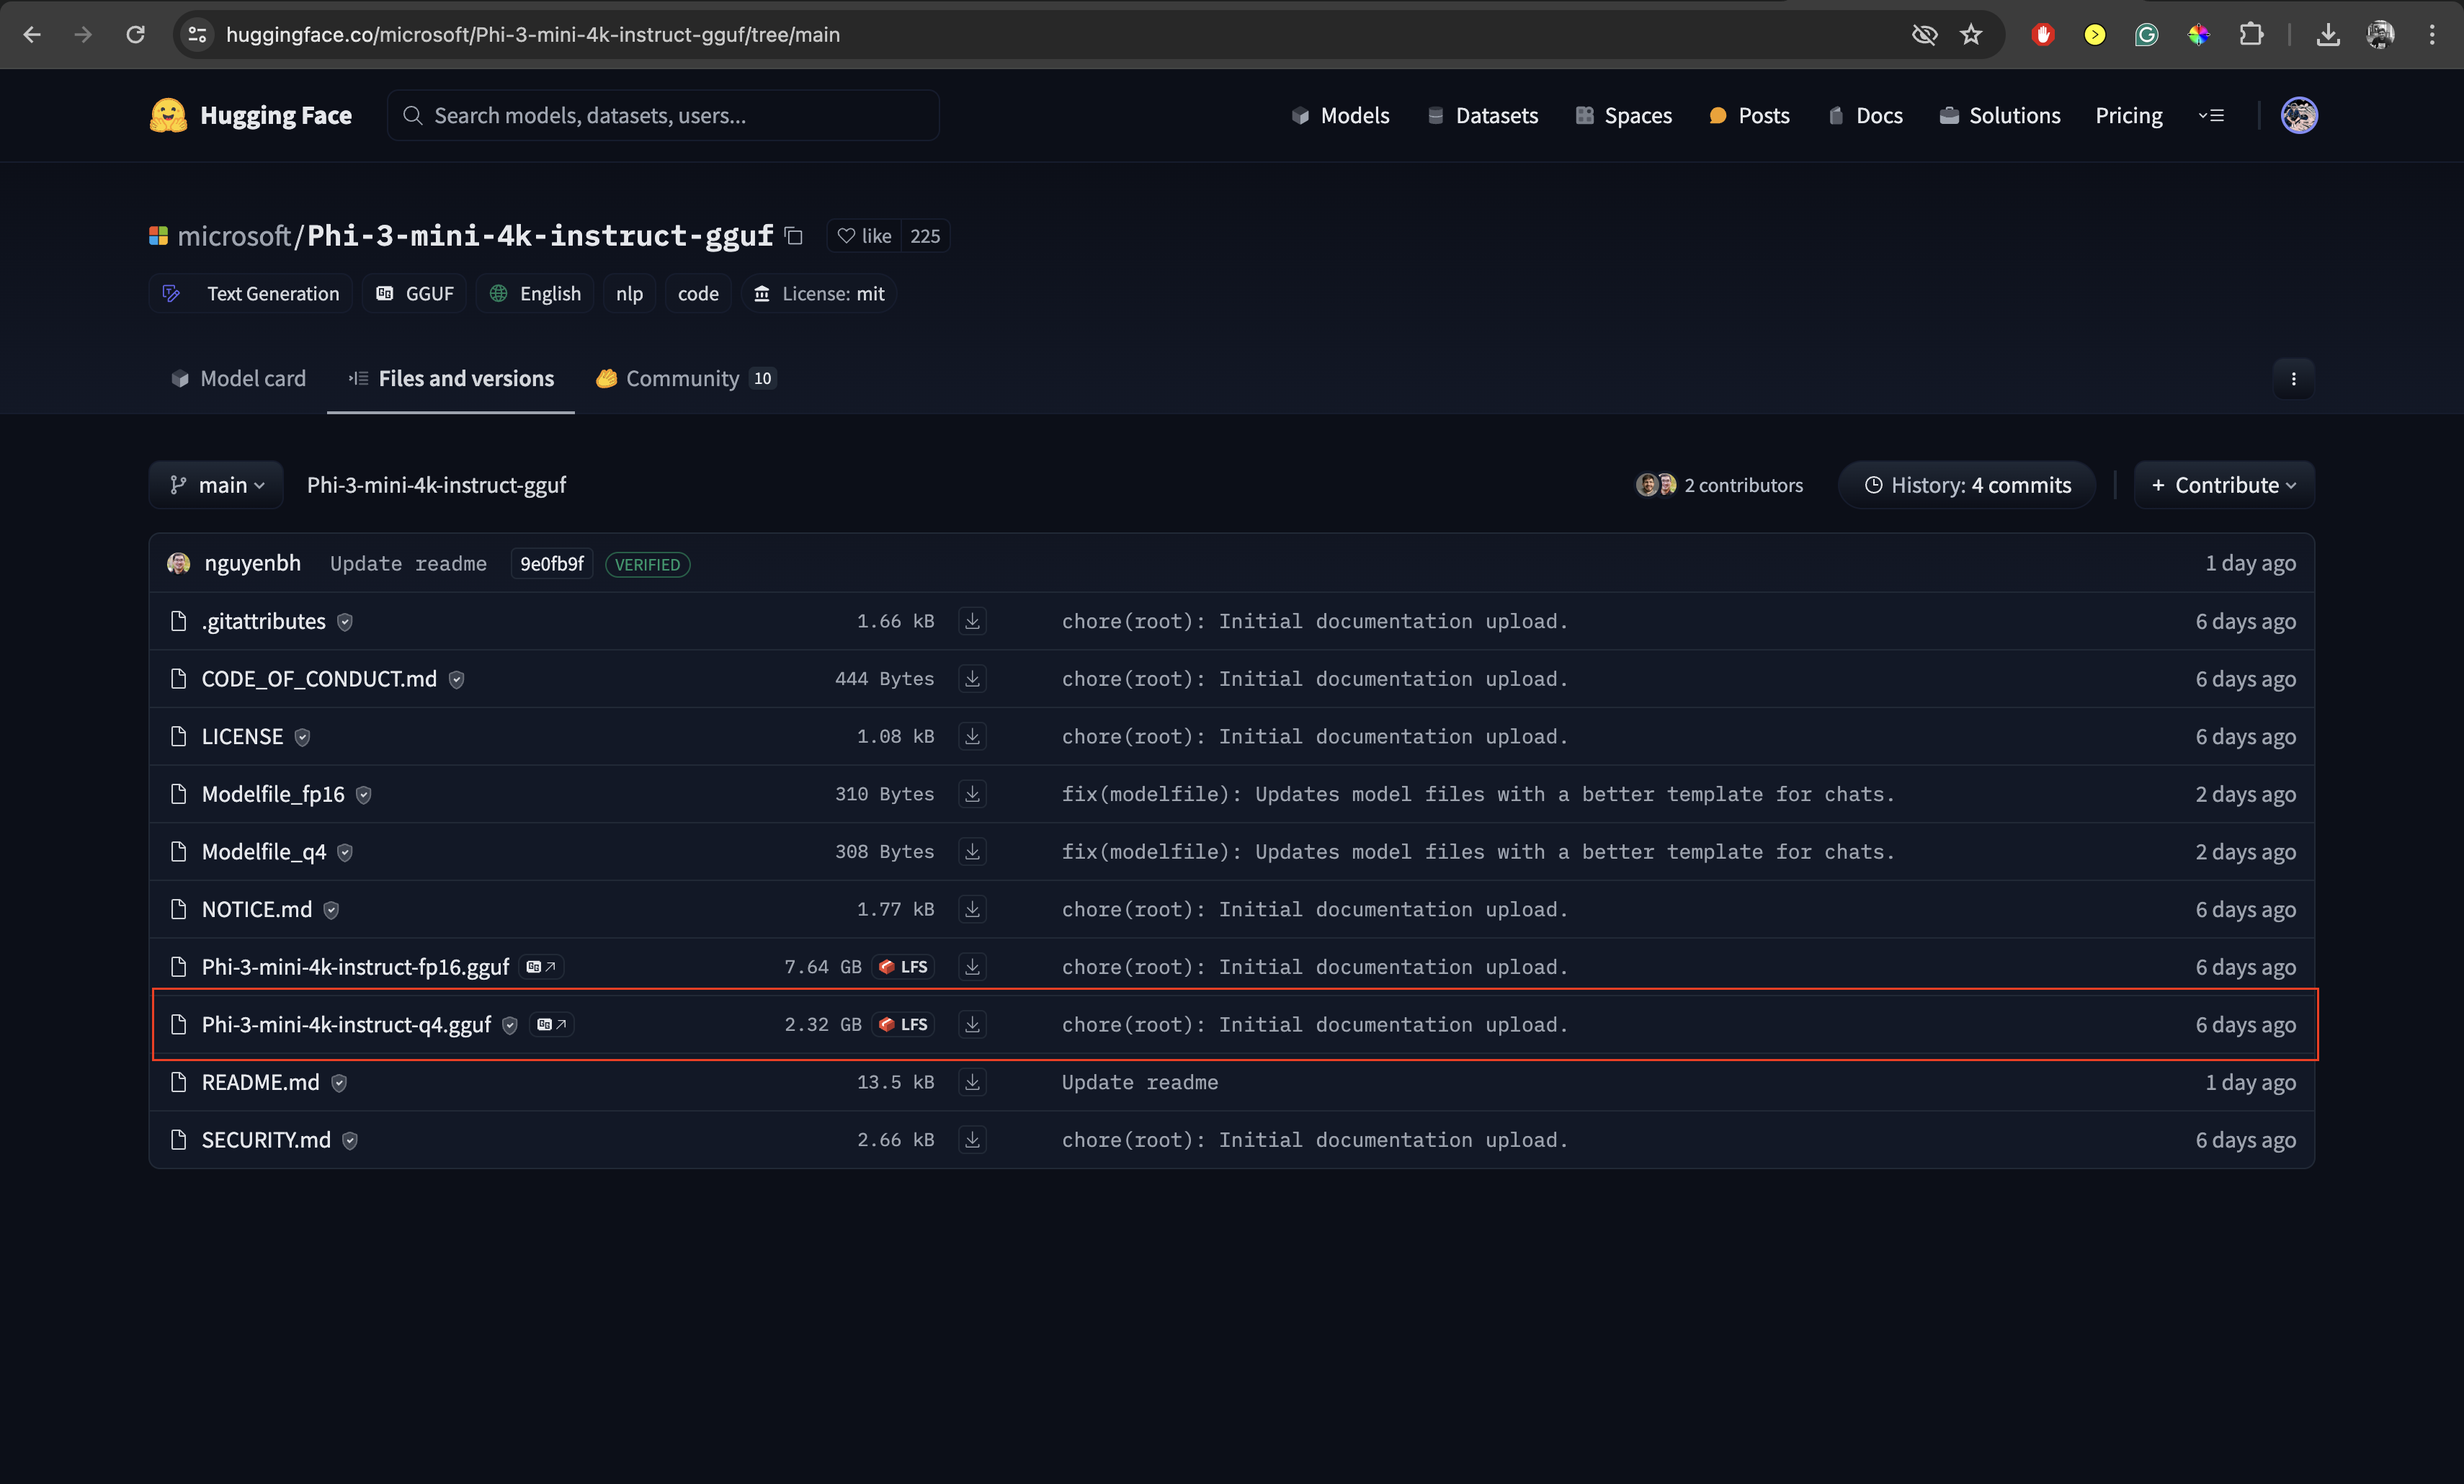 huggingface.co/microsoft/Phi-3-mini-4k-instruct-gguf/tree/main
Hugging Face Search models, datasets, users... Models Datasets Spaces Posts Docs Solutions Pricing
microsoft/Phi-3-mini-4k-instruct-gguf like 225
Text Generation GGUF English nlp code License: mit
Model card Files and versions Community 10
main Phi-3-mini-4k-instruct-gguf 2 contributors History: 4 commits + Contribute
nguyenbh Update readme 9e0fb9f VERIFIED 1 day ago
.gitattributes 1.66 kB chore(root): Initial documentation upload. 6 days ago
CODE_OF_CONDUCT.md 444 Bytes chore(root): Initial documentation upload. 6 days ago
LICENSE 1.08 kB chore(root): Initial documentation upload. 6 days ago
Modelfile_fp16 310 Bytes fix(modelfile): Updates model files with a better template for chats. 2 days ago
Modelfile_q4 308 Bytes fix(modelfile): Updates model files with a better template for chats. 2 days ago
NOTICE.md 1.77 kB chore(root): Initial documentation upload. 6 days ago
Phi-3-mini-4k-instruct-fp16.gguf 7.64 GB LFS chore(root): Initial documentation upload. 6 days ago
Phi-3-mini-4k-instruct-q4.gguf 2.32 GB LFS chore(root): Initial documentation upload. 6 days ago
README.md 13.5 kB Update readme 1 day ago
SECURITY.md 2.66 kB chore(root): Initial documentation upload. 6 days ago